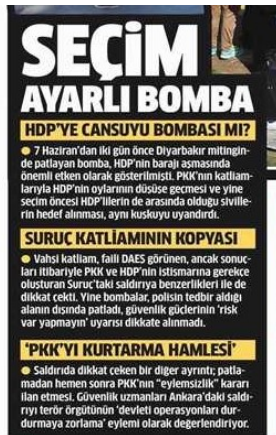 SEÇİM
AYARLI BOMBA
HDP'YE CANSUYU BOMBASI MI?
● 7 Haziran'dan iki gün önce Diyarbakır mitingin-
de patlayan bomba, HDP'nin barajı aşmasında
önemli etken olarak gösterilmişti. PKK'nın katliam-
larıyla HDP'nin oylarının düşüşe geçmesi ve yine
seçim öncesi HDP'lilerin de arasında olduğu siville-
rin hedef alınması, aynı kuşkuyu uyandırdı.
SURUÇ KATLİAMININ KOPYASI
● Vahşi katliam, faili DAEŞ görünen, ancak sonuç-
ları itibariyle PKK ve HDP'nin istismarına gerekçe
oluşturan Suruç'taki saldırıya benzerlikleri ile de
dikkat çekti. Yine bombalar, polisin tedbir aldığı
alanın dışında patladı, güvenlik güçlerinin 'risk
var yapmayın' uyarısı dikkate alınmadı.
'PKK'YI KURTARMA HAMLESİ'
● Saldırıda dikkat çeken bir diğer ayrıntı; patla-
madan hemen sonra PKK'nın "eylemsizlik" kararı
ilan etmesi. Güvenlik uzmanları Ankara'daki saldı-
rıyı terör örgütünün 'devleti operasyonları dur-
durmaya zorlama' eylemi olarak değerlendiriyor.